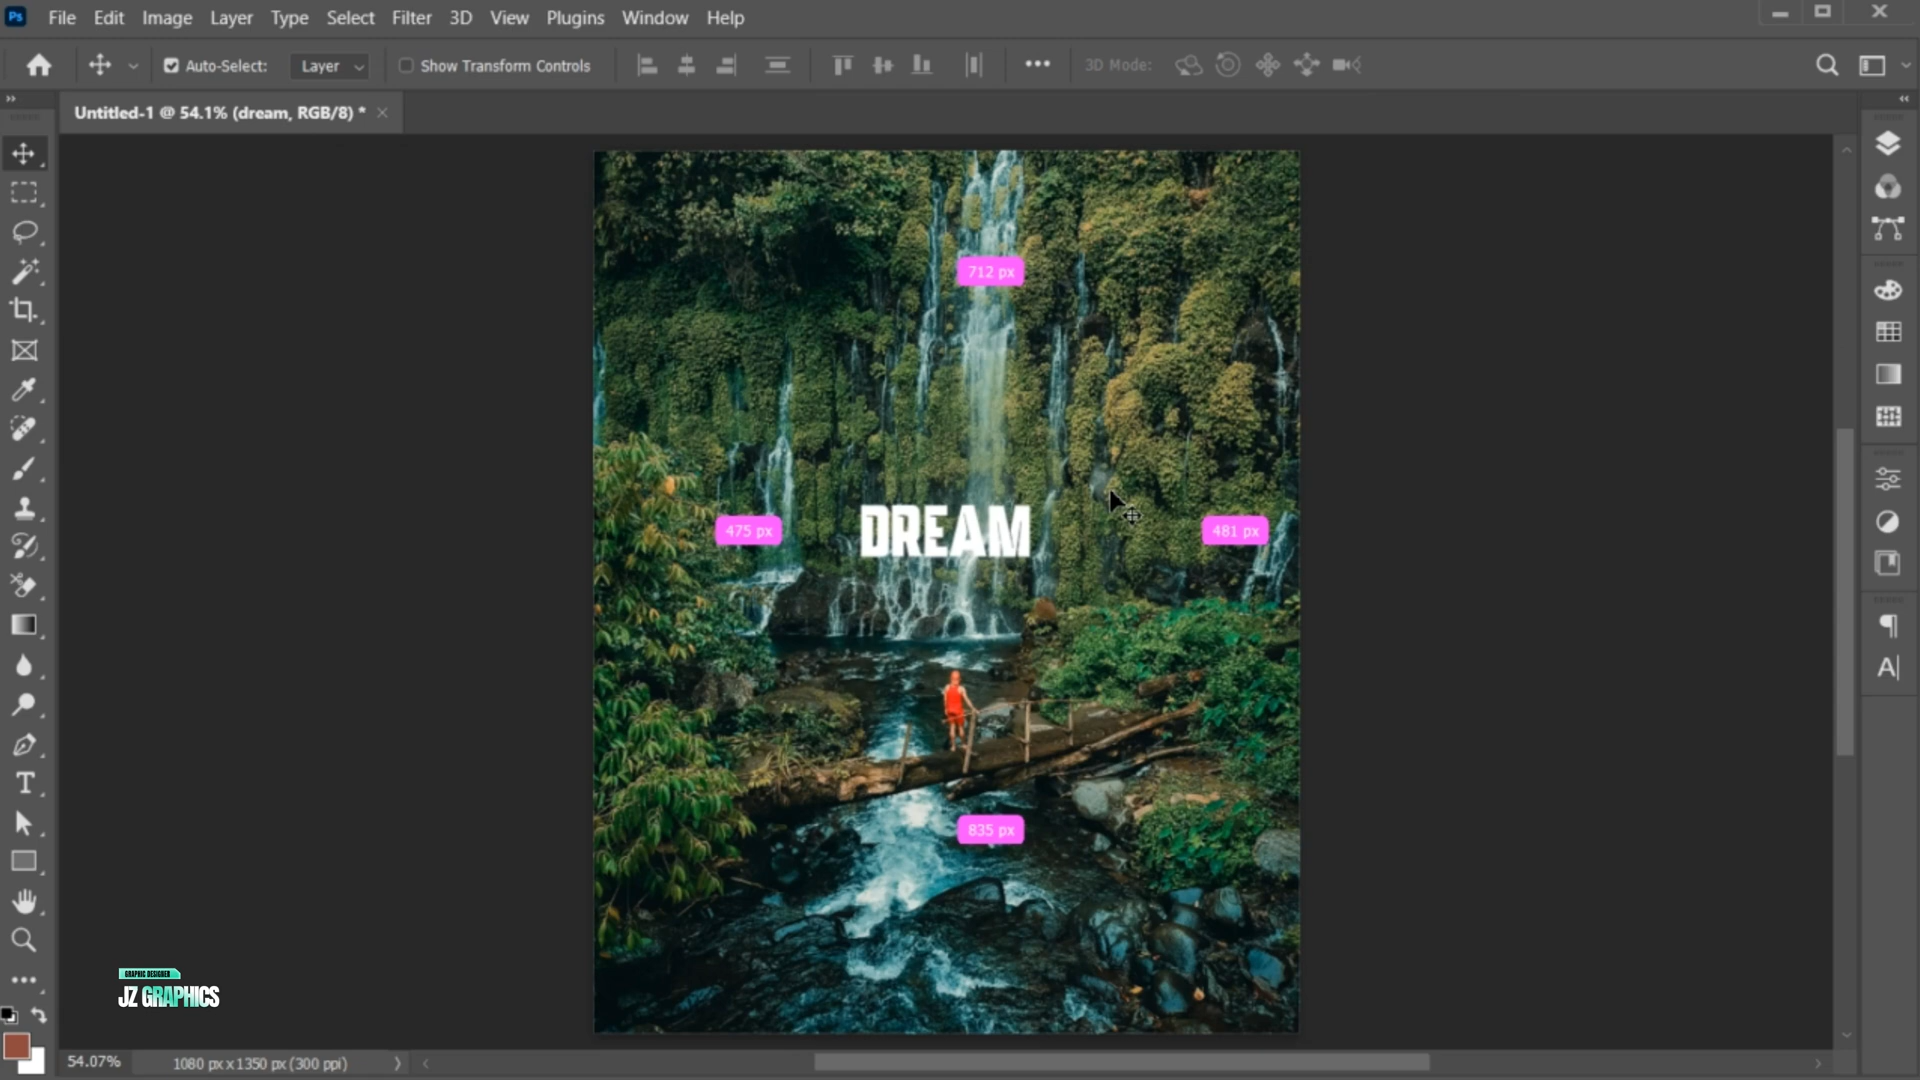 Ps File Edit Image Layer Type Select Filter 3D View Plugins Window Help
Auto-Select: Layer Show Transform Controls 3D Mode:
Untitled-1 @ 54.1% (dream, RGB/8) *
712 px
475 px
DREAM
481 px
835 px
T
A
GRAPHIC DESIGNER
JZ GRAPHICS
54.07% 1080 px x 1350 px (300 ppi)